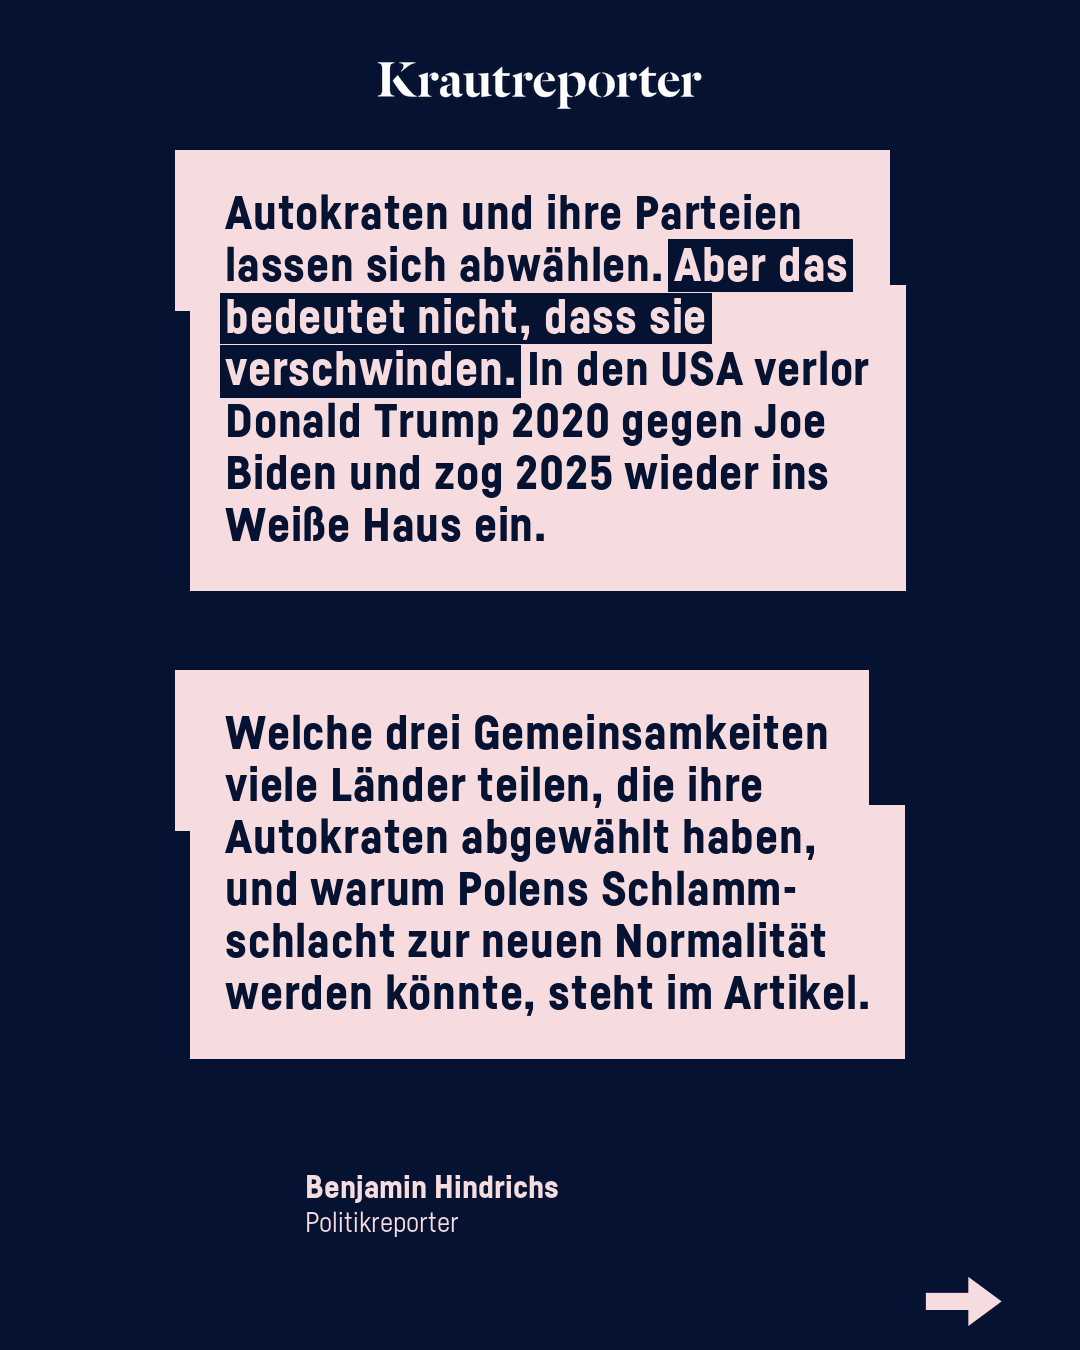 Krautreporter
Autokraten und ihre Parteien
lassen sich abwählen. Aber das
bedeutet nicht, dass sie
verschwinden. In den USA verlor
Donald Trump 2020 gegen Joe
Biden und zog 2025 wieder ins
Weiße Haus ein.
Welche drei Gemeinsamkeiten
viele Länder teilen, die ihre
Autokraten abgewählt haben,
und warum Polens Schlamm-
schlacht zur neuen Normalität
werden könnte, steht im Artikel.
Benjamin Hindrichs
Politikreporter